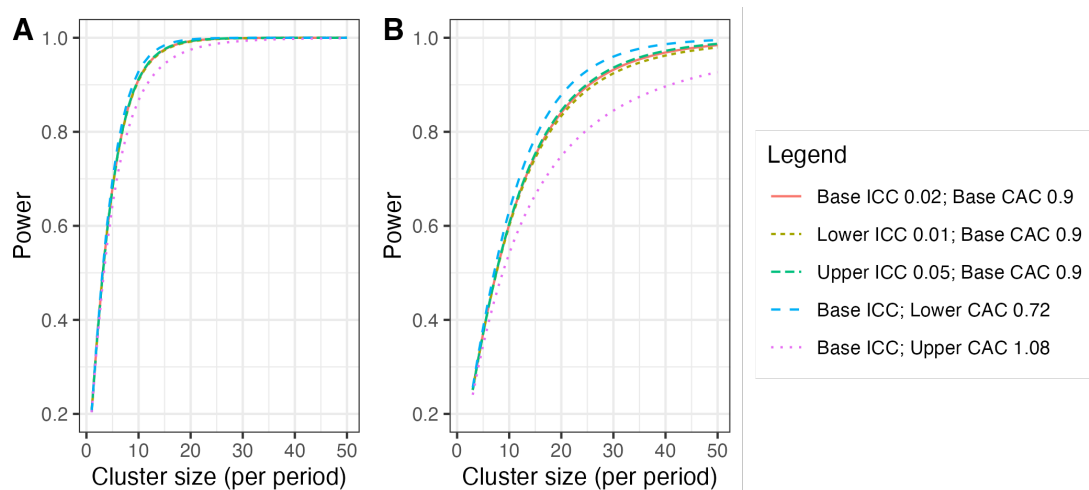 A
1.0
0.8
0.6
0.4
0.2
Power
0 10 20 30 40 50
Cluster size (per period)
B
1.0
0.8
0.6
0.4
0.2
Power
0 10 20 30 40 50
Cluster size (per period)
Legend
Base ICC 0.02; Base CAC 0.9
Lower ICC 0.01; Base CAC 0.9
Upper ICC 0.05; Base CAC 0.9
Base ICC; Lower CAC 0.72
Base ICC; Upper CAC 1.08